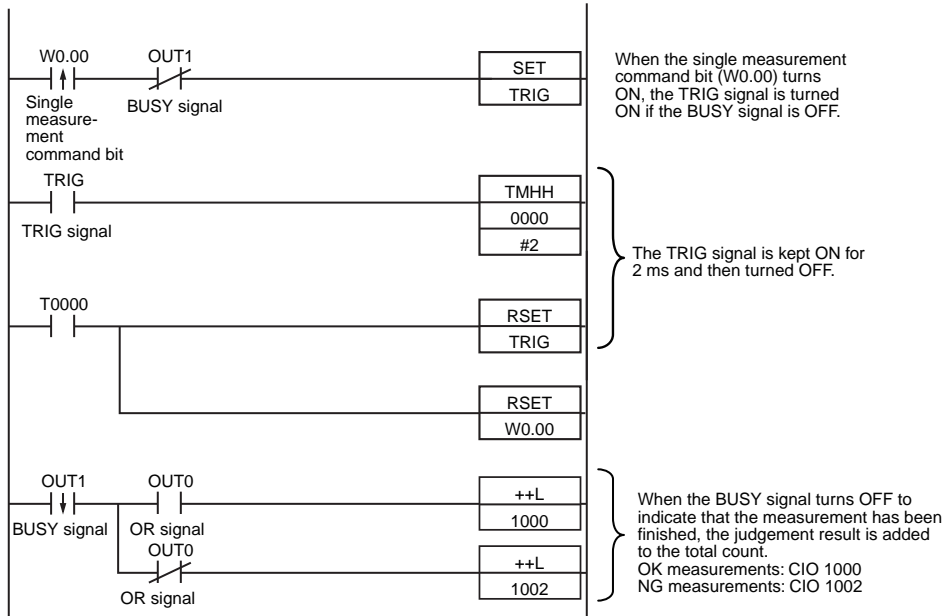 W0.00
OUT1
BUSY signal
Single
measure-
ment
command bit
SET
TRIG
When the single measurement
command bit (W0.00) turns
ON, the TRIG signal is turned
ON if the BUSY signal is OFF.
TRIG
TRIG signal
TMHH
0000
#2
The TRIG signal is kept ON for
2 ms and then turned OFF.
T0000
RSET
TRIG
RSET
W0.00
OUT1
BUSY signal
OUT0
OR signal
++L
1000
OUT0
OR signal
++L
1002
When the BUSY signal turns OFF to
indicate that the measurement has been
finished, the judgement result is added
to the total count.
OK measurements: CIO 1000
NG measurements: CIO 1002